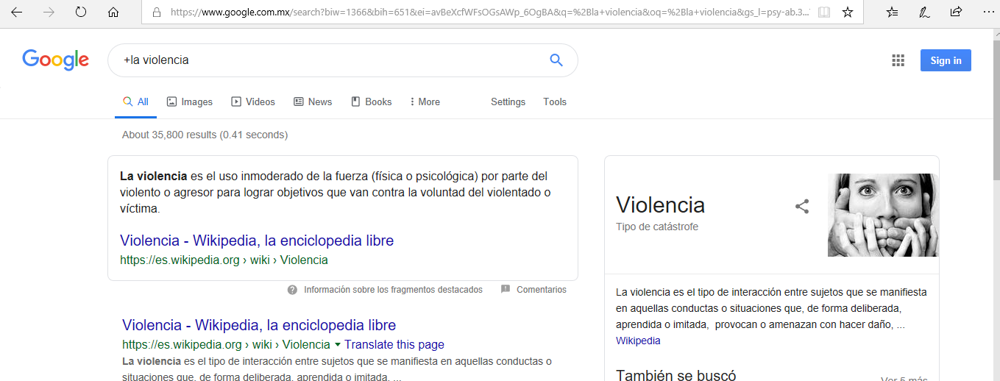 https://www.google.com.mx/search?biw=1366&bih=651&ei=avBeXcfWFsOGsAWp_6OgBA&q=%2Bla+violencia&oq=%2Bla+violencia&gs_l=psy-ab.3...
Google
+la violencia
Sign in
All Images Videos News Books More Settings Tools
About 35,800 results (0.41 seconds)
La violencia es el uso inmoderado de la fuerza (física o psicológica) por parte del
violento o agresor para lograr objetivos que van contra la voluntad del violentado o
víctima.
Violencia - Wikipedia, la enciclopedia libre
https://es.wikipedia.org › wiki › Violencia
Información sobre los fragmentos destacados Comentarios
Violencia - Wikipedia, la enciclopedia libre
https://es.wikipedia.org › wiki › Violencia Translate this page
La violencia es el tipo de interacción entre sujetos que se manifiesta en aquellas conductas o
situaciones que, de forma deliberada, aprendida o imitada, ...
Violencia
Tipo de catástrofe
La violencia es el tipo de interacción entre sujetos que se manifiesta
en aquellas conductas o situaciones que, de forma deliberada,
aprendida o imitada, provocan o amenazan con hacer daño, ...
Wikipedia
También se buscó
Ver 5 más